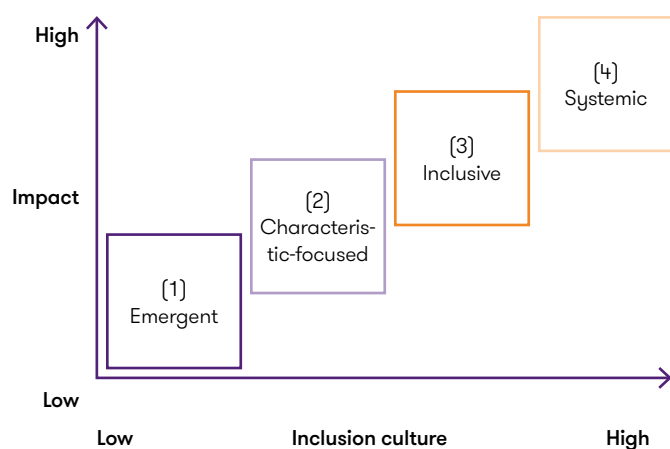 High
(4)
Systemic
(3)
Inclusive
Impact
(2)
Characteris-
tic-focused
(1)
Emergent
Low
Low Inclusion culture High